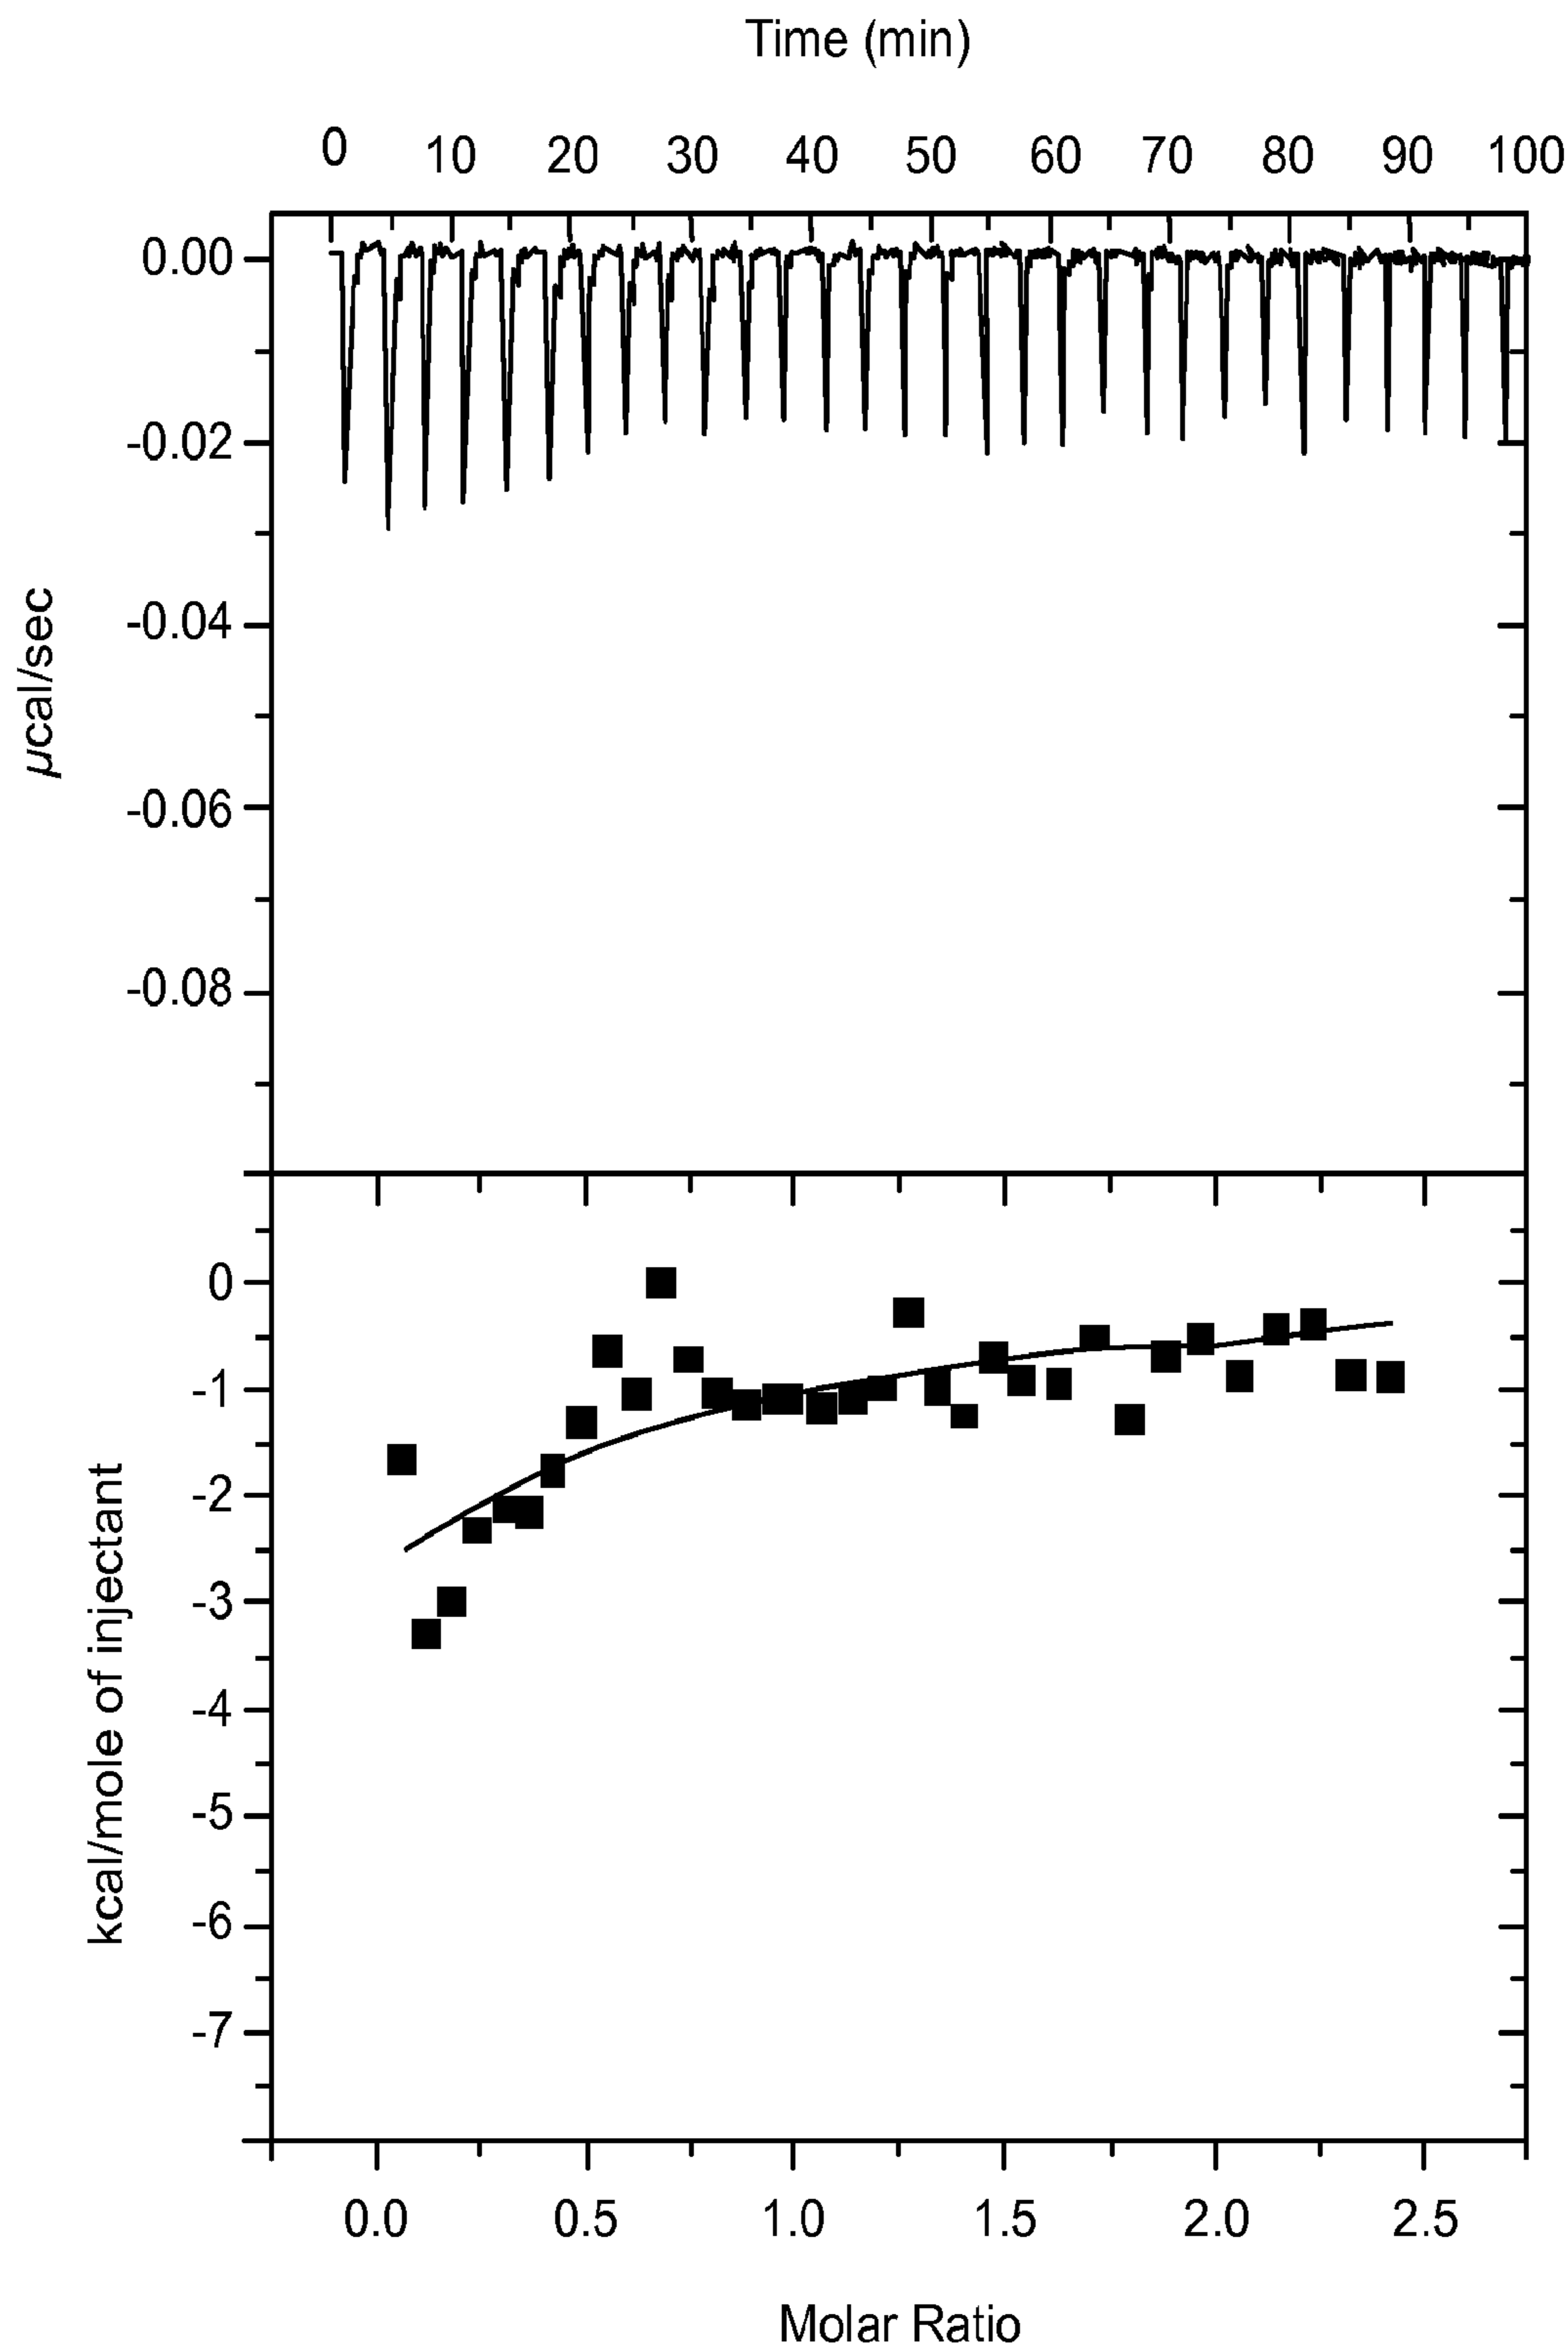 Time (min)
0 10 20 30 40 50 60 70 80 90 100
0.00
-0.02
-0.04
-0.06
-0.08
µcal/sec
0
-1
-2
-3
-4
-5
-6
-7
kcal/mole of injectant
0.0 0.5 1.0 1.5 2.0 2.5
Molar Ratio